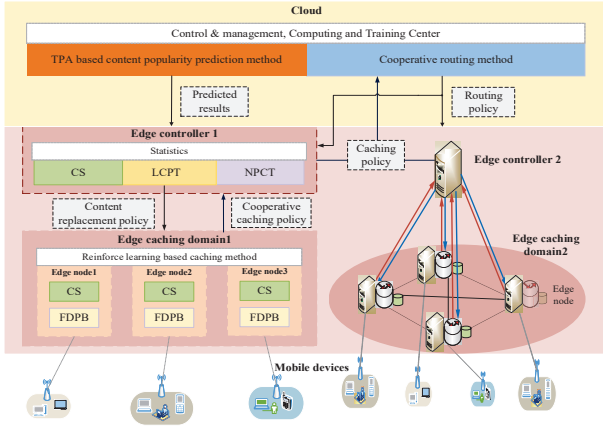 Cloud
Control & management, Computing and Training Center
TPA based content popularity prediction method
Cooperative routing method
Predicted
results
Routing
policy
Edge controller 1
Statistics
CS
LCPT
NPCT
Caching
policy
Edge controller 2
Content
replacement policy
Cooperative
caching policy
Edge caching domain1
Reinforce learning based caching method
Edge node1
Edge node2
Edge node3
CS
CS
CS
FDPB
FDPB
FDPB
Edge caching
domain2
Edge
node
Mobile devices